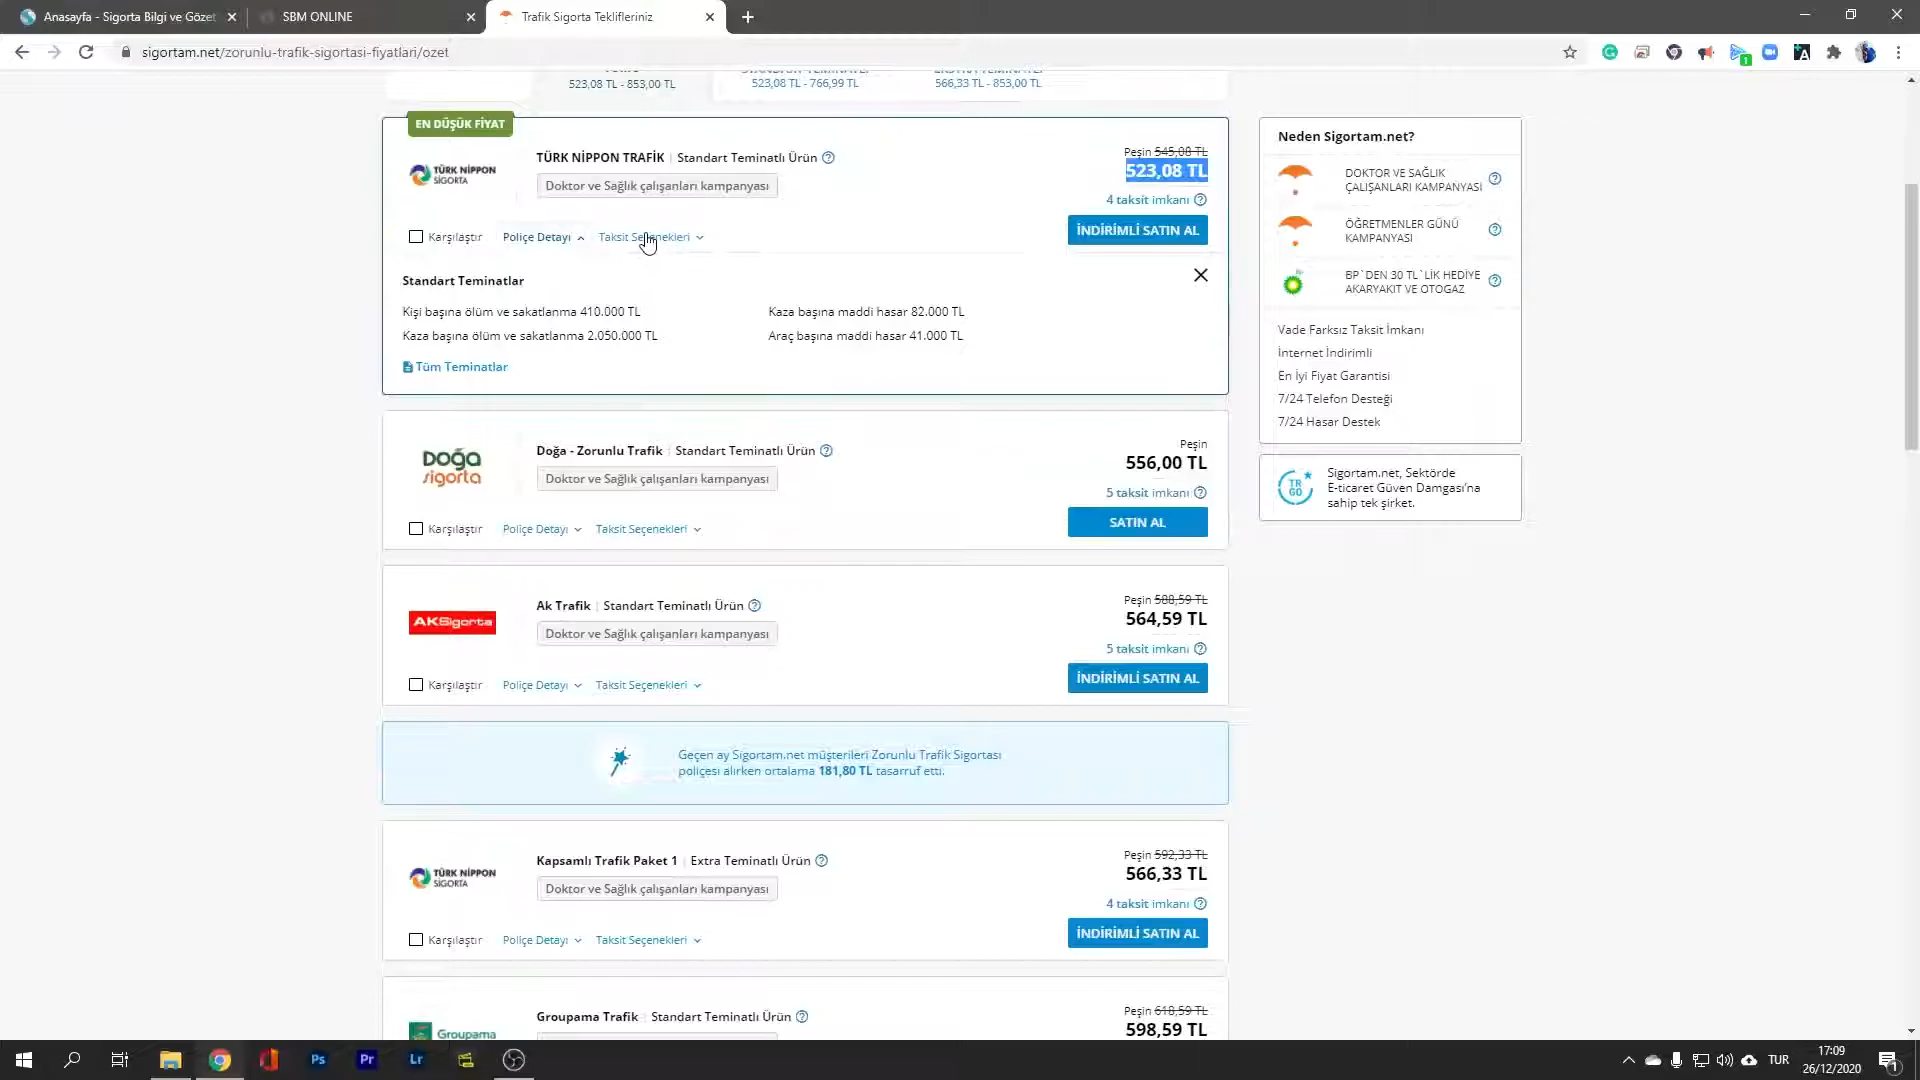 Anasayfa - Sigorta Bilgi ve Gözet
SBM ONLINE
Trafik Sigorta Teklifleriniz
sigortam.net/zorunlu-trafik-sigortasi-fiyatlari/ozet
523,08 TL - 853,00 TL
523,08 TL - 766,99 TL
566,33 TL - 853,00 TL
EN DÜŞÜK FİYAT
TÜRK NİPPON SİGORTA
TÜRK NİPPON TRAFİK | Standart Teminatlı Ürün
Doktor ve Sağlık çalışanları kampanyası
Peşin 545,08 TL
523,08 TL
4 taksit imkanı
İNDİRİMLİ SATIN AL
Karşılaştır
Poliçe Detayı
Taksit Seçenekleri
Standart Teminatlar
Kişi başına ölüm ve sakatlanma 410.000 TL
Kaza başına maddi hasar 82.000 TL
Kaza başına ölüm ve sakatlanma 2.050.000 TL
Araç başına maddi hasar 41.000 TL
Tüm Teminatlar
Doğa sigorta
Doğa - Zorunlu Trafik | Standart Teminatlı Ürün
Doktor ve Sağlık çalışanları kampanyası
Peşin
556,00 TL
5 taksit imkanı
SATIN AL
Karşılaştır
Poliçe Detayı
Taksit Seçenekleri
AKSigorta
Ak Trafik | Standart Teminatlı Ürün
Doktor ve Sağlık çalışanları kampanyası
Peşin 588,59 TL
564,59 TL
5 taksit imkanı
İNDİRİMLİ SATIN AL
Karşılaştır
Poliçe Detayı
Taksit Seçenekleri
Geçen ay Sigortam.net müşterileri Zorunlu Trafik Sigortası
poliçesi alırken ortalama 181,80 TL tasarruf etti.
TÜRK NİPPON SİGORTA
Kapsamlı Trafik Paket 1 | Extra Teminatlı Ürün
Doktor ve Sağlık çalışanları kampanyası
Peşin 592,33 TL
566,33 TL
4 taksit imkanı
İNDİRİMLİ SATIN AL
Karşılaştır
Poliçe Detayı
Taksit Seçenekleri
Groupama
Groupama Trafik | Standart Teminatlı Ürün
Peşin 618,59 TL
598,59 TL
Neden Sigortam.net?
DOKTOR VE SAĞLIK
ÇALIŞANLARI KAMPANYASI
ÖĞRETMENLER GÜNÜ
KAMPANYASI
BP`DEN 30 TL`LİK HEDİYE
AKARYAKIT VE OTOGAZ
Vade Farksız Taksit İmkanı
İnternet İndirimli
En İyi Fiyat Garantisi
7/24 Telefon Desteği
7/24 Hasar Destek
TR
GO
Sigortam.net, Sektörde
E-ticaret Güven Damgası'na
sahip tek şirket.
Ps
Pr
Lr
TUR
17:09
26/12/2020
1